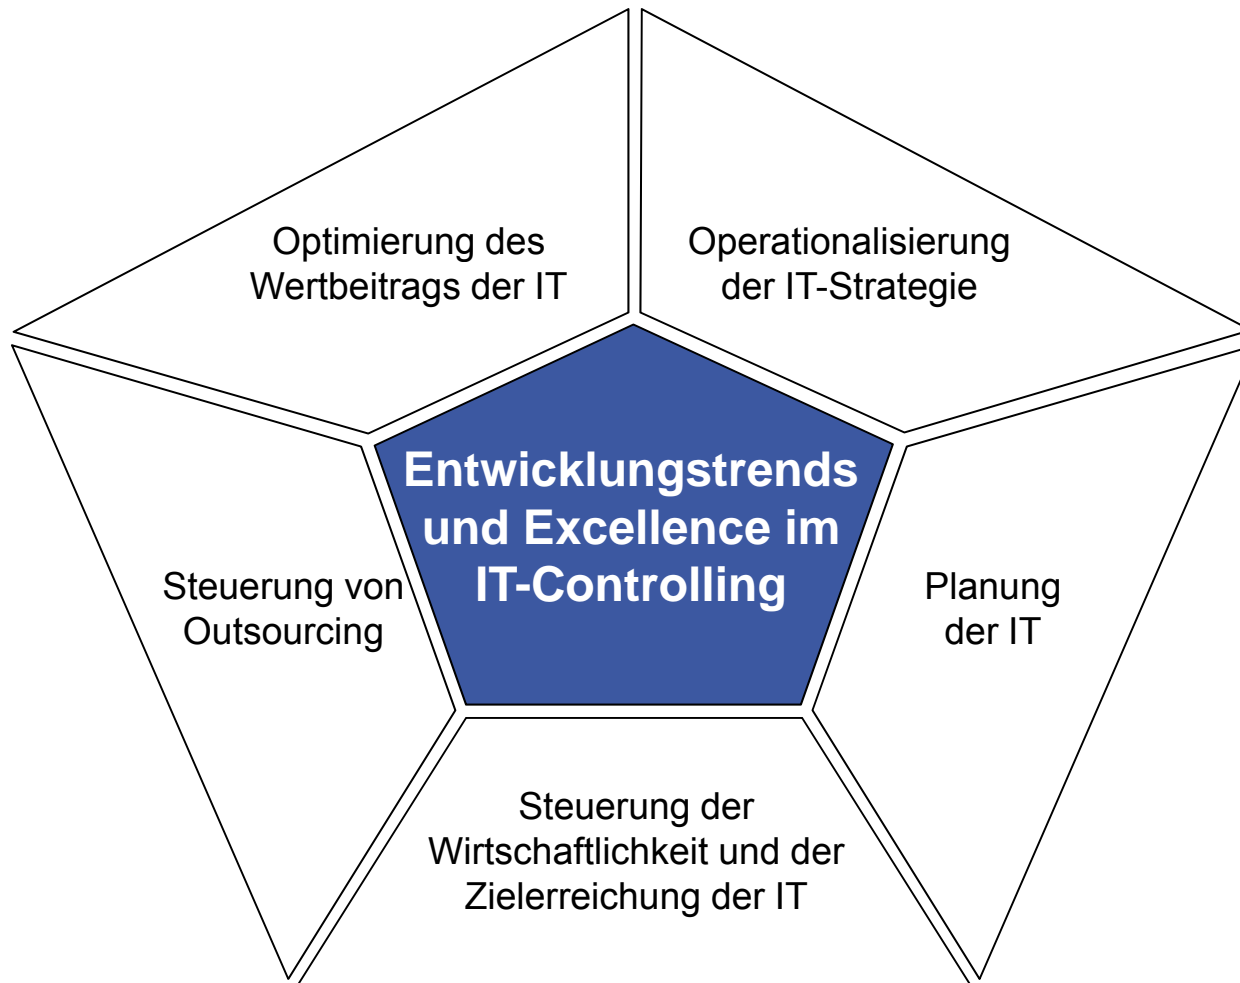 Optimierung des
Wertbeitrags der IT
Operationalisierung
der IT-Strategie
Entwicklungstrends
und Excellence im
IT-Controlling
Steuerung von
Outsourcing
Planung
der IT
Steuerung der
Wirtschaftlichkeit und der
Zielerreichung der IT